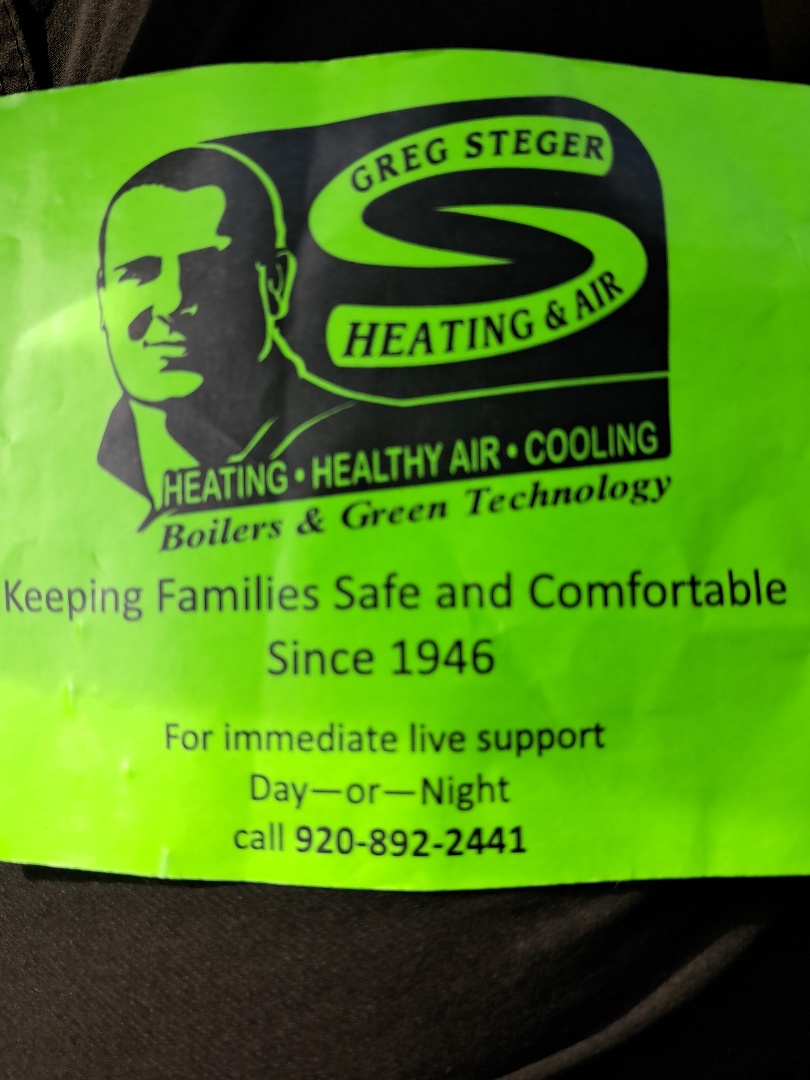 GREG STEGER
HEATING & AIR
HEATING • HEALTHY AIR • COOLING
Boilers & Green Technology
Keeping Families Safe and Comfortable
Since 1946
For immediate live support
Day—or—Night
call 920-892-2441